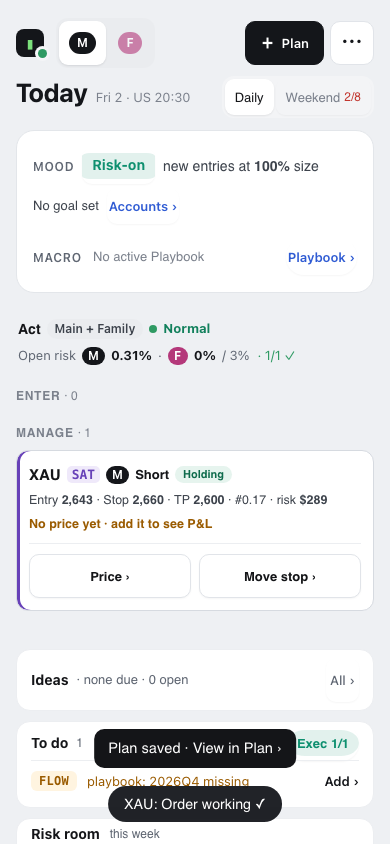 M F + Plan ...
Today Fri 2 · US 20:30 Daily Weekend 2/8
MOOD Risk-on new entries at 100% size
No goal set Accounts ›
MACRO No active Playbook Playbook ›
Act Main + Family Normal
Open risk M 0.31% · F 0% / 3% · 1/1 ✓
ENTER · 0
MANAGE · 1
XAU SAT M Short Holding
Entry 2,643 · Stop 2,660 · TP 2,600 · #0.17 · risk $289
No price yet · add it to see P&L
Price › Move stop ›
Ideas · none due · 0 open All ›
To do 1 Exec 1/1
Plan saved · View in Plan ›
FLOW playbook: 2026Q4 missing Add ›
XAU: Order working ✓
Risk room this week